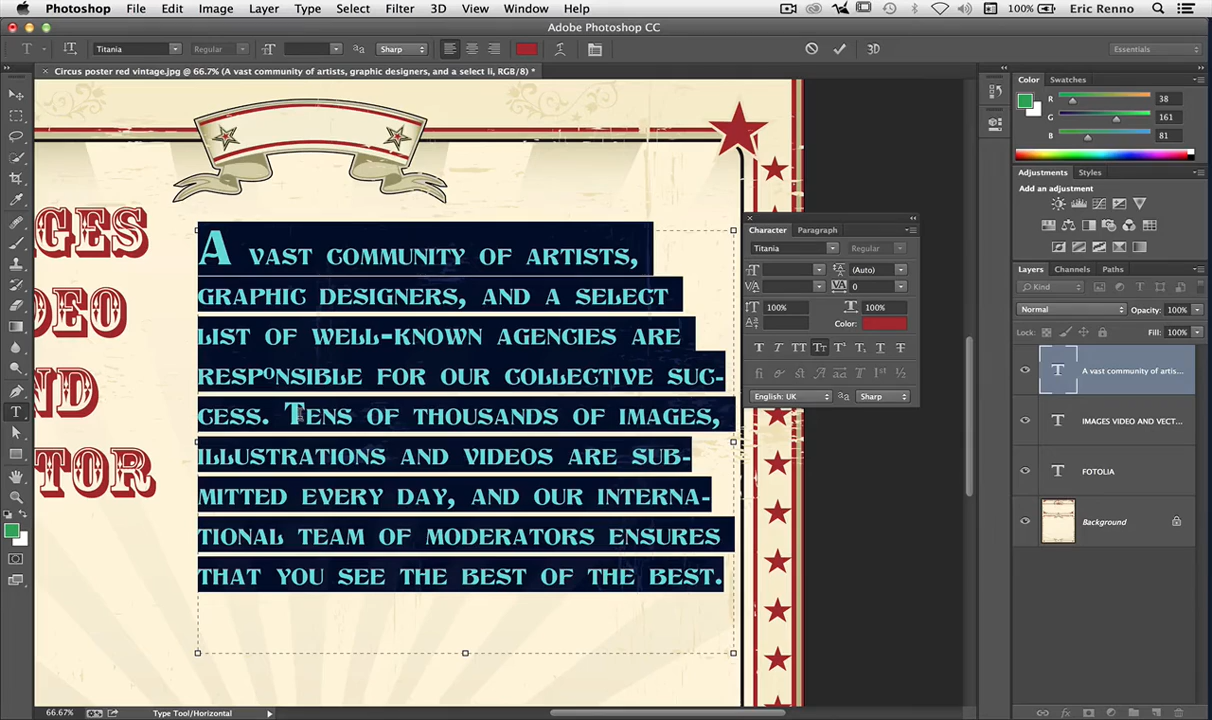 Photoshop File Edit Image Layer Type Select Filter 3D View Window Help 100% Eric Renno
Adobe Photoshop CC
Titania Regular Sharp 3D Essentials
Circus poster red vintage.jpg @ 66.7% (A vast community of artists, graphic designers, and a select li, RGB/8) *
Color Swatches
R 38
G 161
B 81
Adjustments Styles
Add an adjustment
GES
DEO
ND
TOR
A vast community of artists,
graphic designers, and a select
list of well-known agencies are
responsible for our collective suc-
cess. Tens of thousands of images,
illustrations and videos are sub-
mitted every day, and our interna-
tional team of moderators ensures
that you see the best of the best.
Character Paragraph
Titania Regular
(Auto)
0
100% 100%
Color:
English: UK Sharp
Layers Channels Paths
Kind
Normal Opacity: 100%
Lock: Fill: 100%
A vast community of artis...
IMAGES VIDEO AND VECT...
FOTOLIA
Background
66.67% Type Tool/Horizontal